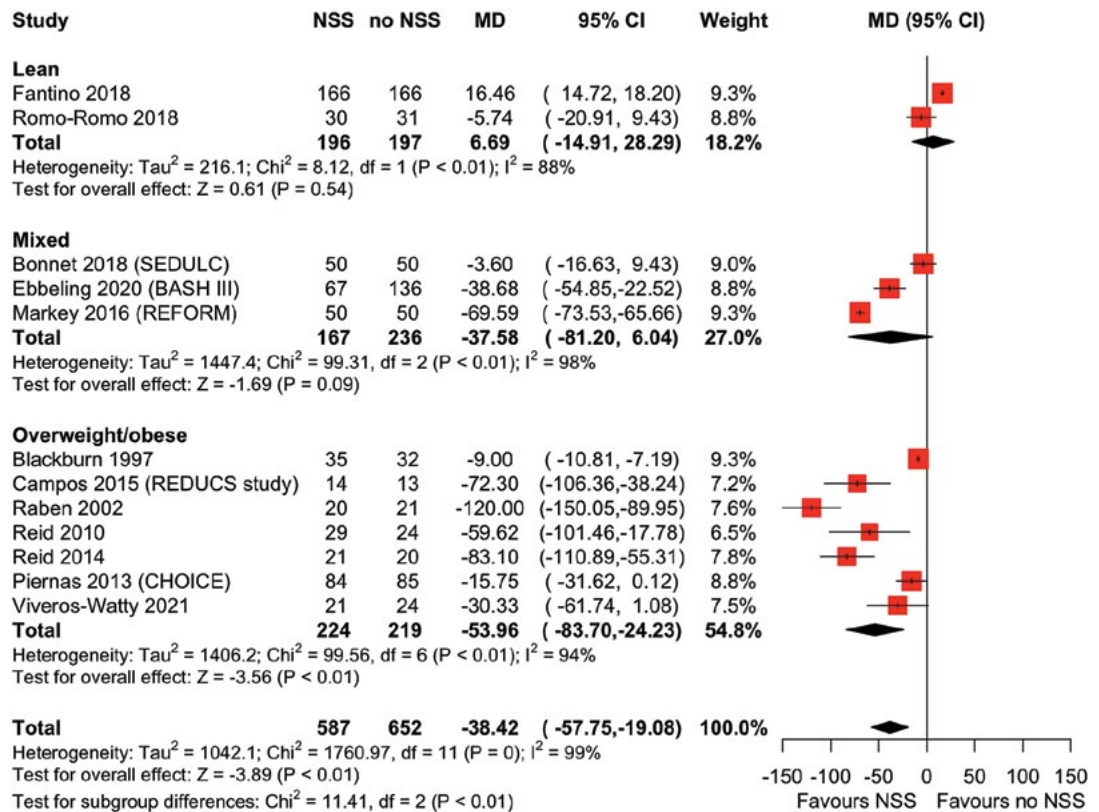 Study NSS no NSS MD 95% CI Weight MD (95% CI)
Lean
Fantino 2018 166 166 16.46 ( 14.72, 18.20) 9.3%
Romo-Romo 2018 30 31 -5.74 ( -20.91, 9.43) 8.8%
Total 196 197 6.69 ( -14.91, 28.29) 18.2%
Heterogeneity: Tau² = 216.1; Chi² = 8.12, df = 1 (P < 0.01); I² = 88%
Test for overall effect: Z = 0.61 (P = 0.54)
Mixed
Bonnet 2018 (SEDULC) 50 50 -3.60 ( -16.63, 9.43) 9.0%
Ebbeling 2020 (BASH III) 67 136 -38.68 ( -54.85,-22.52) 8.8%
Markey 2016 (REFORM) 50 50 -69.59 ( -73.53,-65.66) 9.3%
Total 167 236 -37.58 ( -81.20, 6.04) 27.0%
Heterogeneity: Tau² = 1447.4; Chi² = 99.31, df = 2 (P < 0.01); I² = 98%
Test for overall effect: Z = -1.69 (P = 0.09)
Overweight/obese
Blackburn 1997 35 32 -9.00 ( -10.81, -7.19) 9.3%
Campos 2015 (REDUCS study) 14 13 -72.30 (-106.36,-38.24) 7.2%
Raben 2002 20 21 -120.00 (-150.05,-89.95) 7.6%
Reid 2010 29 24 -59.62 (-101.46,-17.78) 6.5%
Reid 2014 21 20 -83.10 (-110.89,-55.31) 7.8%
Piernas 2013 (CHOICE) 84 85 -15.75 ( -31.62, 0.12) 8.8%
Viveros-Watty 2021 21 24 -30.33 ( -61.74, 1.08) 7.5%
Total 224 219 -53.96 ( -83.70,-24.23) 54.8%
Heterogeneity: Tau² = 1406.2; Chi² = 99.56, df = 6 (P < 0.01); I² = 94%
Test for overall effect: Z = -3.56 (P < 0.01)
Total 587 652 -38.42 ( -57.75,-19.08) 100.0%
Heterogeneity: Tau² = 1042.1; Chi² = 1760.97, df = 11 (P = 0); I² = 99%
Test for overall effect: Z = -3.89 (P < 0.01)
Test for subgroup differences: Chi² = 11.41, df = 2 (P < 0.01)
-150 -100 -50 0 50 100 150
Favours NSS Favours no NSS